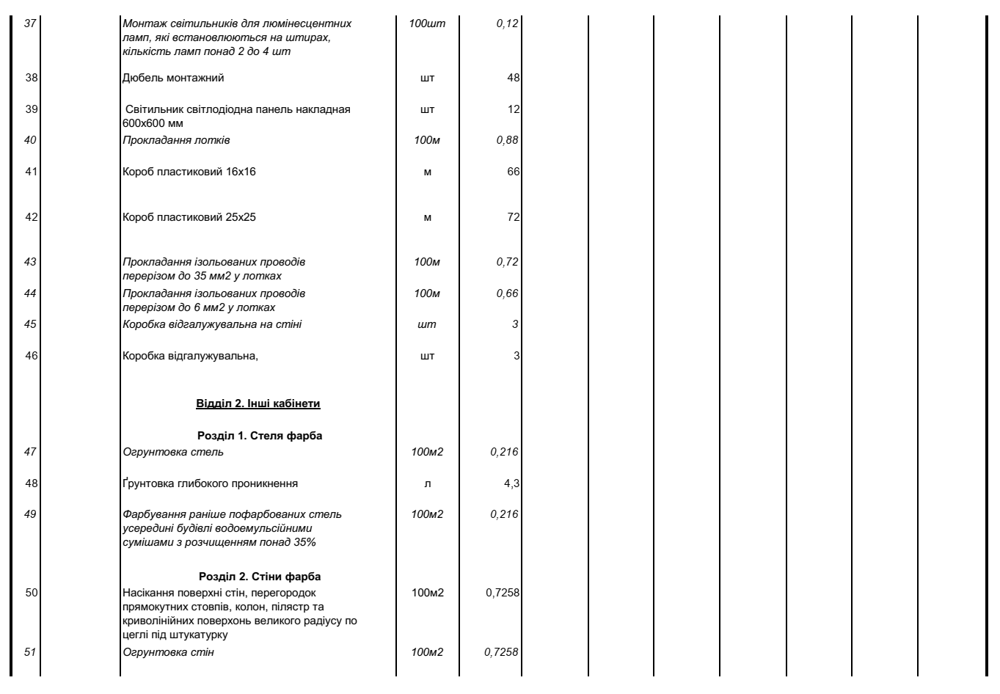 37 Монтаж світильників для люмінесцентних 100шт 0,12
ламп, які встановлюються на штирах,
кількість ламп понад 2 до 4 шт
38 Дюбель монтажний шт 48
39 Світильник світлодіодна панель накладная шт 12
600х600 мм
40 Прокладання лотків 100м 0,88
41 Короб пластиковий 16х16 м 66
42 Короб пластиковий 25х25 м 72
43 Прокладання ізольованих проводів 100м 0,72
перерізом до 35 мм2 у лотках
44 Прокладання ізольованих проводів 100м 0,66
перерізом до 6 мм2 у лотках
45 Коробка відгалужувальна на стіні шт 3
46 Коробка відгалужувальна, шт 3
Відділ 2. Інші кабінети
Розділ 1. Стеля фарба
47 Огрунтовка стель 100м2 0,216
48 Ґрунтовка глибокого проникнення л 4,3
49 Фарбування раніше пофарбованих стель 100м2 0,216
усередині будівлі водоемульсійними
сумішами з розчищенням понад 35%
Розділ 2. Стіни фарба
50 Насікання поверхні стін, перегородок 100м2 0,7258
прямокутних стовпів, колон, пілястр та
криволінійних поверхонь великого радіусу по
цеглі під штукатурку
51 Огрунтовка стін 100м2 0,7258